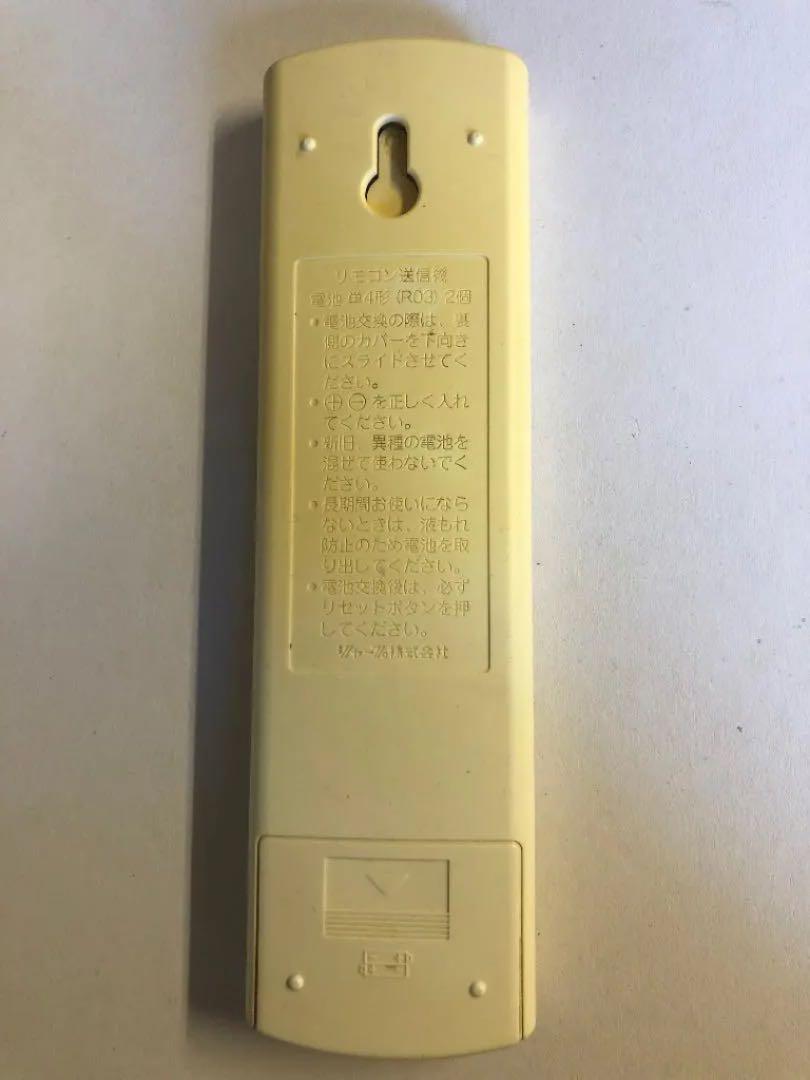 リモコン送信機
電池 単4形 (R03) 2個
• 電池交換の際は、裏
側のカバーを下向き
にスライドさせてく
ださい。
• ⊕ ⊖ を正しく入れ
てください。
• 新旧、異種の電池を
混ぜて使わないでく
ださい。
• 長期間お使いになら
ないときは、液もれ
防止のため電池を取
り出してください。
• 電池交換後は、必ず
リセットボタンを押
してください。
シャープ株式会社